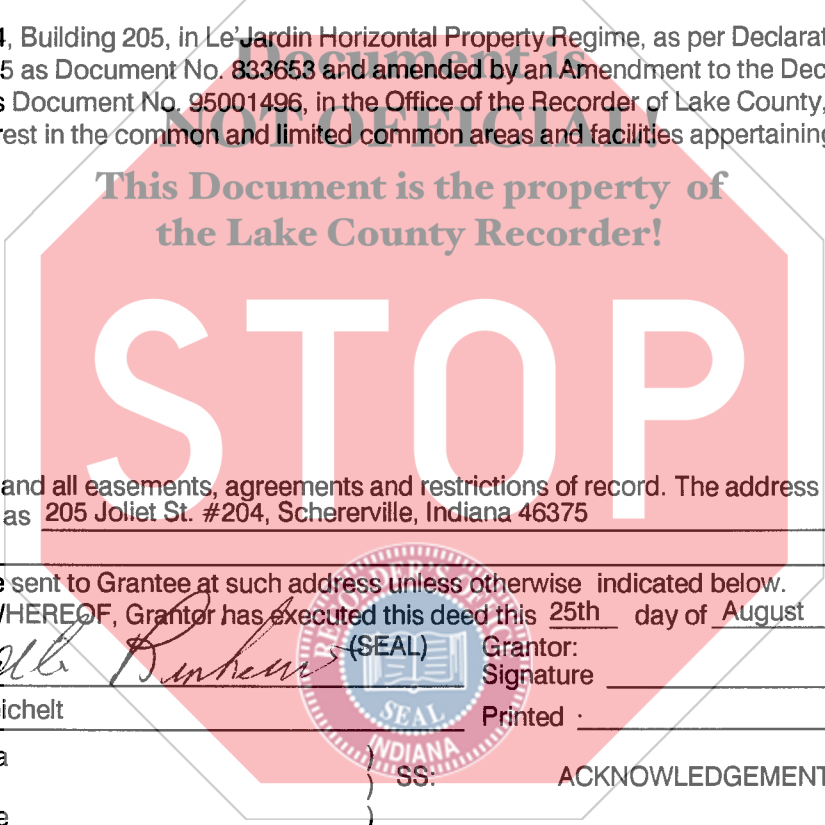 4, Building 205, in Le'Jardin Horizontal Property Regime, as per Declarat
Document is
5 as Document No. 833653 and amended by an Amendment to the Dec
s Document No. 95001496, in the Office of the Recorder of Lake County,
NOT OFFICIAL!
rest in the common and limited common areas and facilities appertaining
This Document is the property of
the Lake County Recorder!
STOP
and all easements, agreements and restrictions of record. The address
as 205 Joliet St. #204, Schererville, Indiana 46375
e sent to Grantee at such address unless otherwise indicated below.
WHEREOF, Grantor has executed this deed this 25th day of August
(SEAL) Grantor:
Signature
ichelt
Printed
RECORDER'S OFFICE
SEAL
INDIANA
a ) SS: ACKNOWLEDGEMENT
)
e )